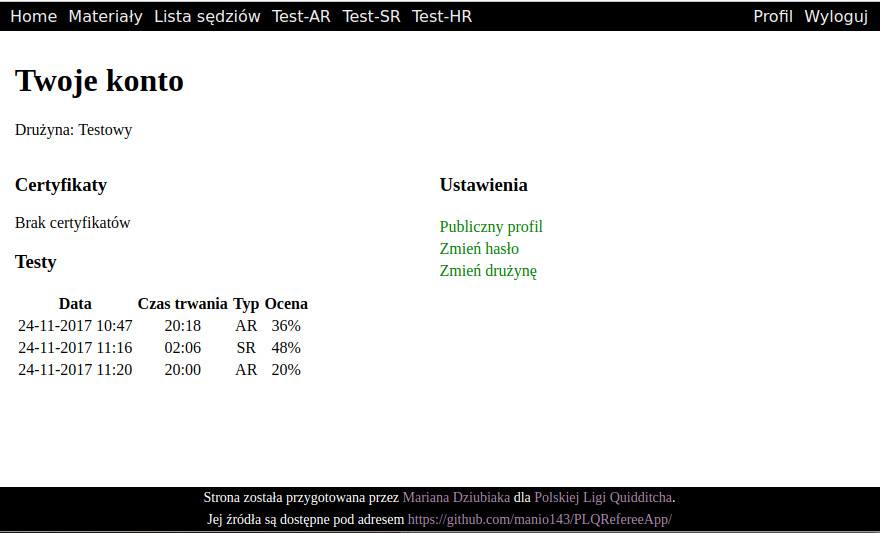 Home Materiały Lista sędziów Test-AR Test-SR Test-HR Profil Wyloguj
Twoje konto
Drużyna: Testowy
Certyfikaty
Brak certyfikatów
Testy
Data Czas trwania Typ Ocena
24-11-2017 10:47 20:18 AR 36%
24-11-2017 11:16 02:06 SR 48%
24-11-2017 11:20 20:00 AR 20%
Ustawienia
Publiczny profil
Zmień hasło
Zmień drużynę
Strona została przygotowana przez Mariana Dziubiaka dla Polskiej Ligi Quidditcha.
Jej źródła są dostępne pod adresem https://github.com/manio143/PLQRefereeApp/